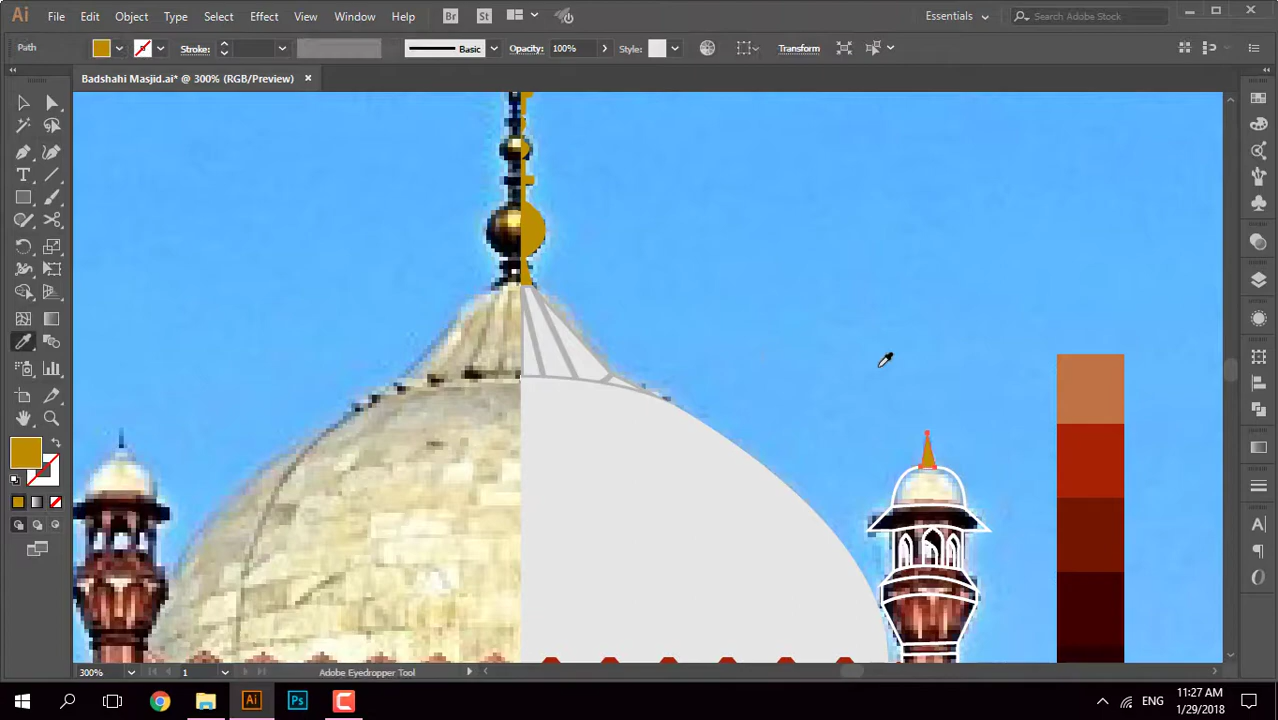 Ai File Edit Object Type Select Effect View Window Help Br St Essentials Search Adobe Stock
Path Stroke: Basic Opacity: 100% Style: Transform
Badshahi Masjid.ai* @ 300% (RGB/Preview)
300% 1 Adobe Eyedropper Tool
Ai Ps ENG 11:27 AM
1/29/2018